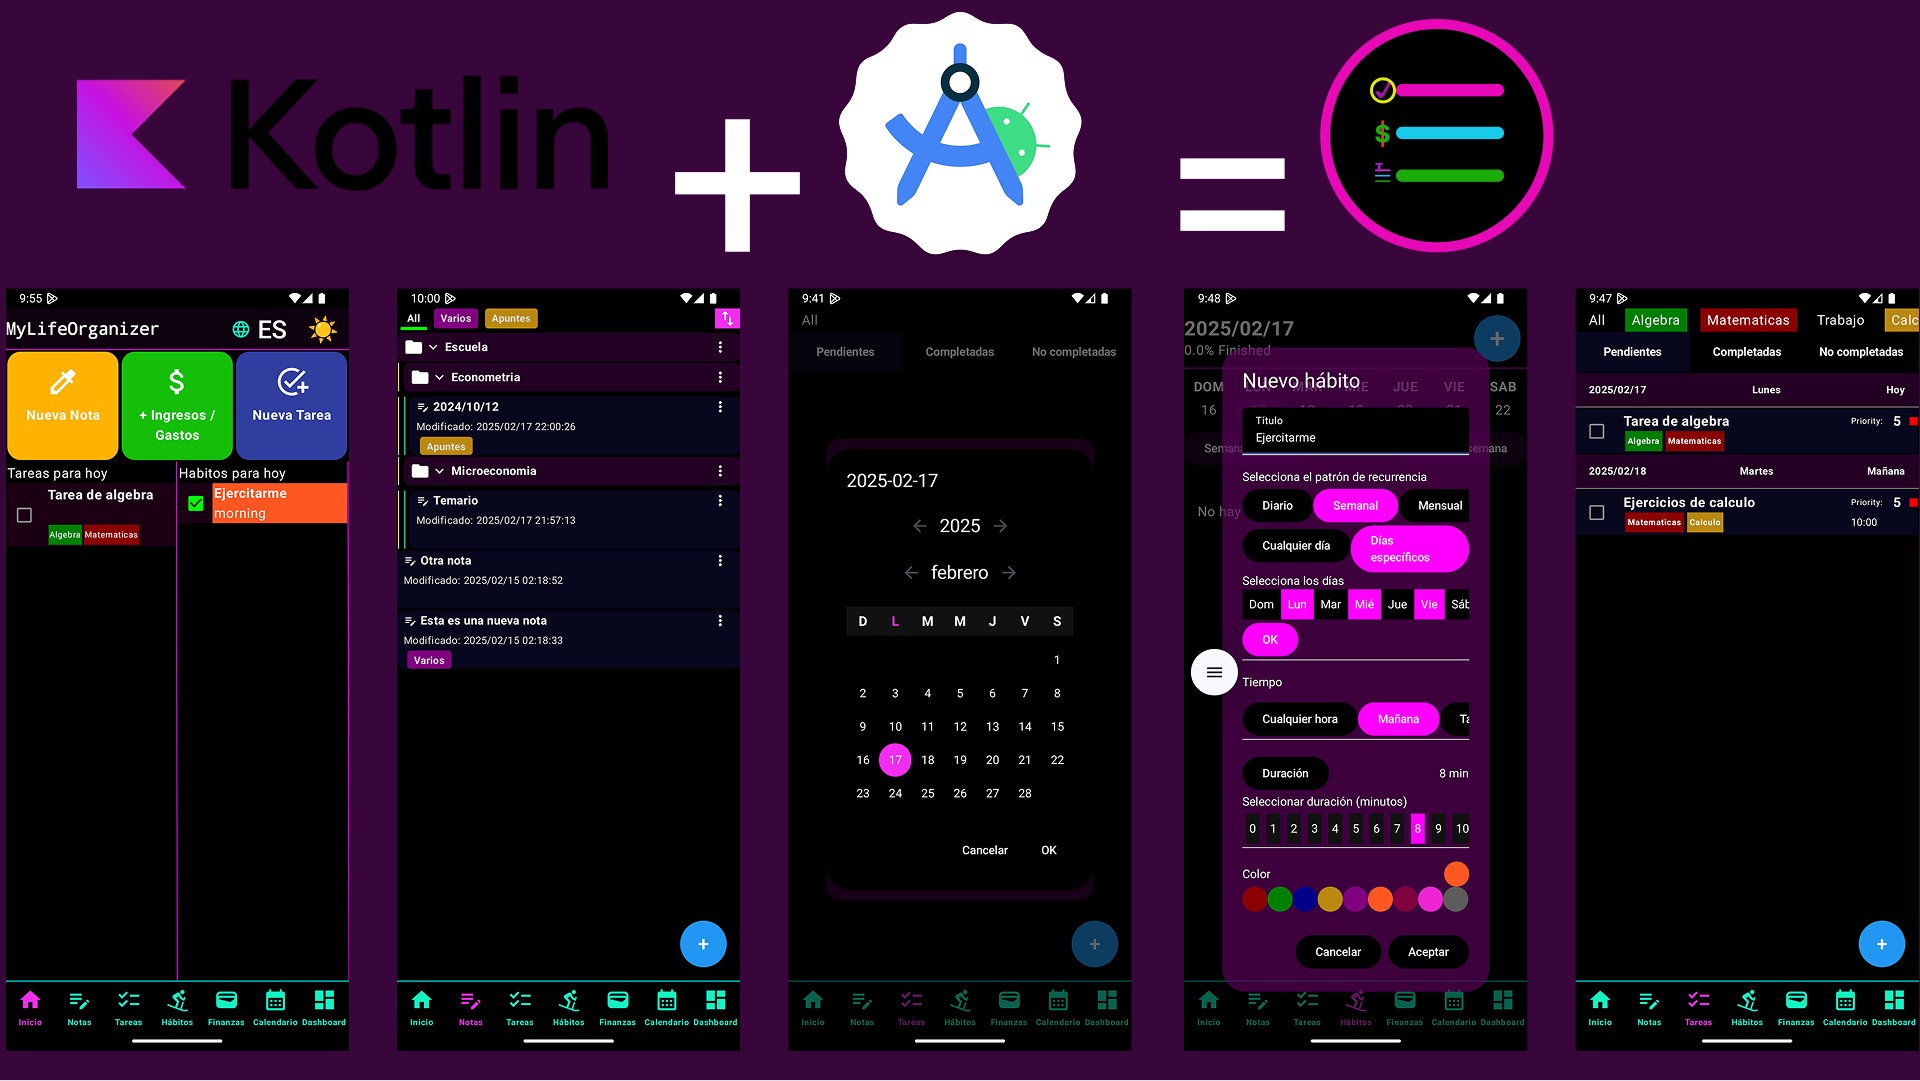 Kotlin
9:55
MyLifeOrganizer
ES
Nueva Nota
+ Ingresos /
Gastos
Nueva Tarea
Tareas para hoy
Habitos para hoy
Tarea de algebra
Algebra
Matematicas
Ejercitarme
morning
Inicio
Notas
Tareas
Hábitos
Finanzas
Calendario
Dashboard
10:00
All
Varios
Apuntes
Escuela
Econometria
2024/10/12
Modificado: 2025/02/17 22:00:26
Apuntes
Microeconomia
Temario
Modificado: 2025/02/17 21:57:13
Otra nota
Modificado: 2025/02/15 02:18:52
Esta es una nueva nota
Modificado: 2025/02/15 02:18:33
Varios
+
Inicio
Notas
Tareas
Hábitos
Finanzas
Calendario
Dashboard
9:41
All
Pendientes
Completadas
No completadas
2025-02-17
2025
febrero
D L M M J V S
1
2 3 4 5 6 7 8
9 10 11 12 13 14 15
16 17 18 19 20 21 22
23 24 25 26 27 28
Cancelar
OK
+
Inicio
Notas
Tareas
Hábitos
Finanzas
Calendario
Dashboard
9:48
2025/02/17
0.0% Finished
+
DOM
JUE
VIE
SAB
16
22
No hay
Nuevo hábito
Título
Ejercitarme
Selecciona el patrón de recurrencia
Diario
Semanal
Mensual
Cualquier día
Días
específicos
Selecciona los días
Dom Lun Mar Mié Jue Vie Sáb
OK
Tiempo
Cualquier hora
Mañana
Ta
Duración
8 min
Seleccionar duración (minutos)
0 1 2 3 4 5 6 7 8 9 10
Color
Cancelar
Aceptar
Inicio
Notas
Tareas
Hábitos
Finanzas
Calendario
Dashboard
9:47
All
Algebra
Matematicas
Trabajo
Calc
Pendientes
Completadas
No completadas
2025/02/17
Lunes
Hoy
Tarea de algebra
Priority: 5
Algebra
Matematicas
2025/02/18
Martes
Mañana
Ejercicios de calculo
Priority: 5
Matematicas
Calculo
10:00
+
Inicio
Notas
Tareas
Hábitos
Finanzas
Calendario
Dashboard